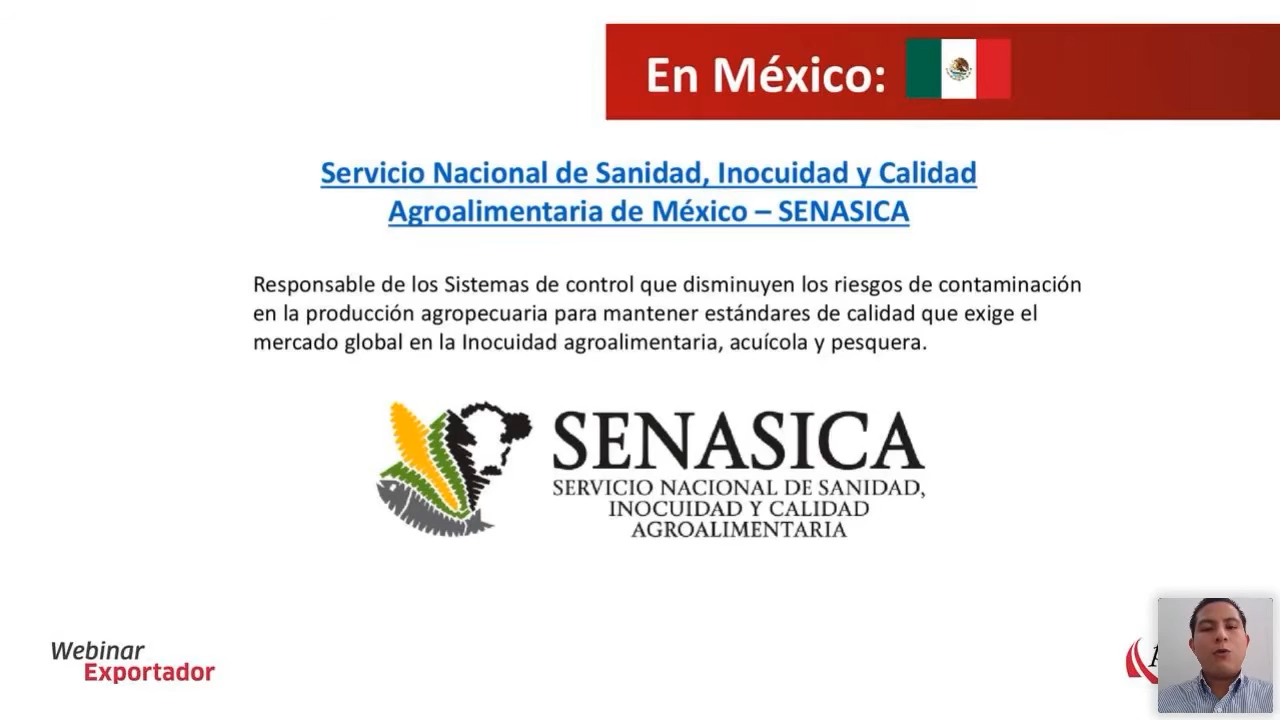 En México:
Servicio Nacional de Sanidad, Inocuidad y Calidad
Agroalimentaria de México – SENASICA
Responsable de los Sistemas de control que disminuyen los riesgos de contaminación
en la producción agropecuaria para mantener estándares de calidad que exige el
mercado global en la Inocuidad agroalimentaria, acuícola y pesquera.
SENASICA
SERVICIO NACIONAL DE SANIDAD,
INOCUIDAD Y CALIDAD
AGROALIMENTARIA
Webinar
Exportador